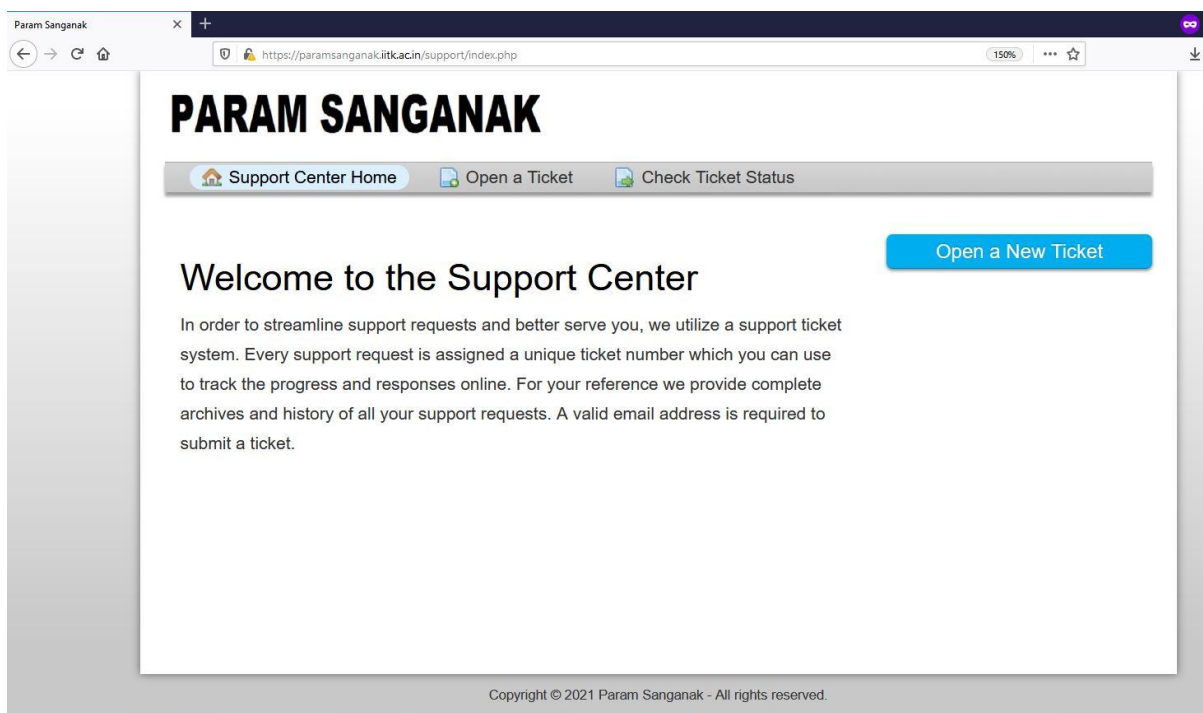 Param Sanganak
https://paramsanganak.iitk.ac.in/support/index.php
150%
PARAM SANGANAK
Support Center Home
Open a Ticket
Check Ticket Status
Open a New Ticket
Welcome to the Support Center
In order to streamline support requests and better serve you, we utilize a support ticket
system. Every support request is assigned a unique ticket number which you can use
to track the progress and responses online. For your reference we provide complete
archives and history of all your support requests. A valid email address is required to
submit a ticket.
Copyright © 2021 Param Sanganak - All rights reserved.